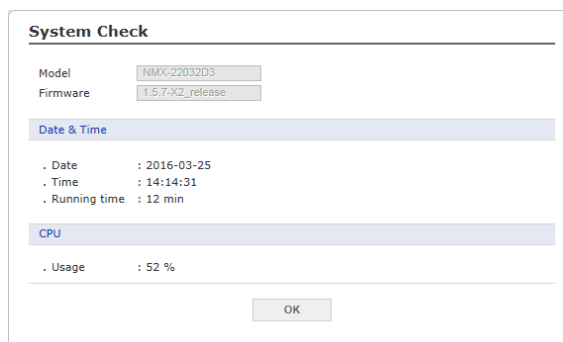 System Check
Model NMX-22032D3
Firmware 1.5.7-X2_release
Date & Time
. Date : 2016-03-25
. Time : 14:14:31
. Running time : 12 min
CPU
. Usage : 52 %
OK